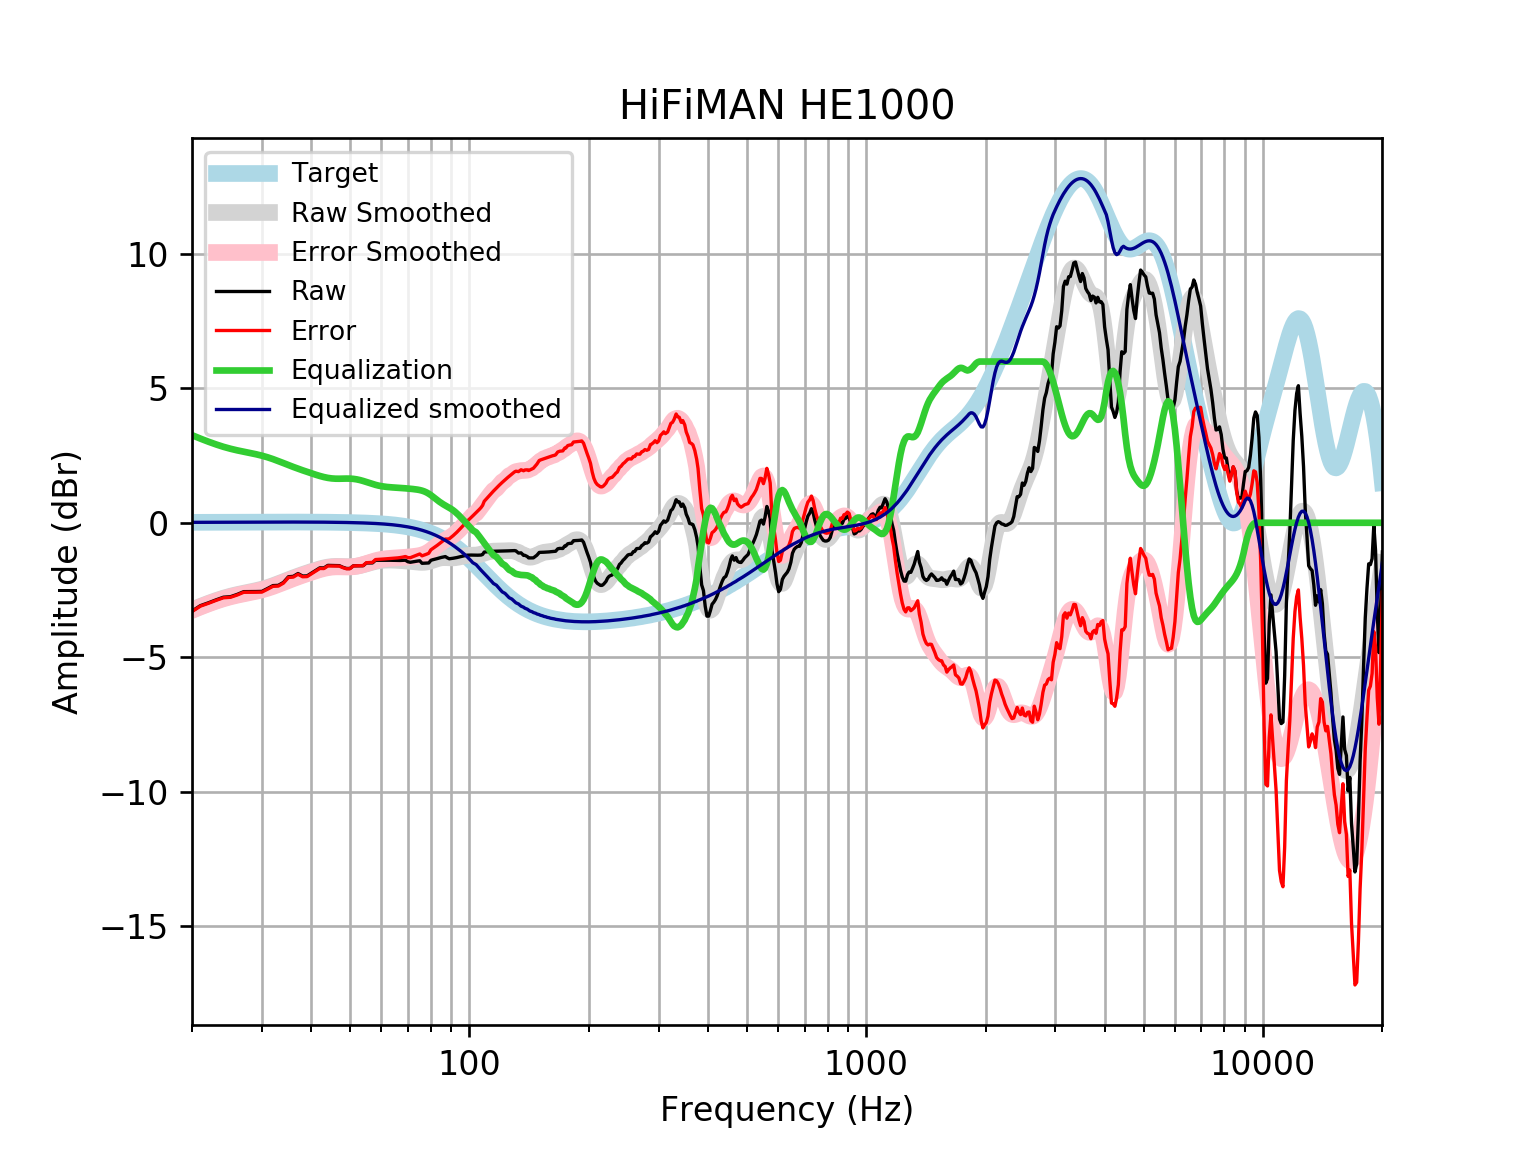 HiFiMAN HE1000
Target
Raw Smoothed
Error Smoothed
Raw
Error
Equalization
Equalized smoothed
10
5
0
−5
−10
−15
Amplitude (dBr)
100
1000
10000
Frequency (Hz)